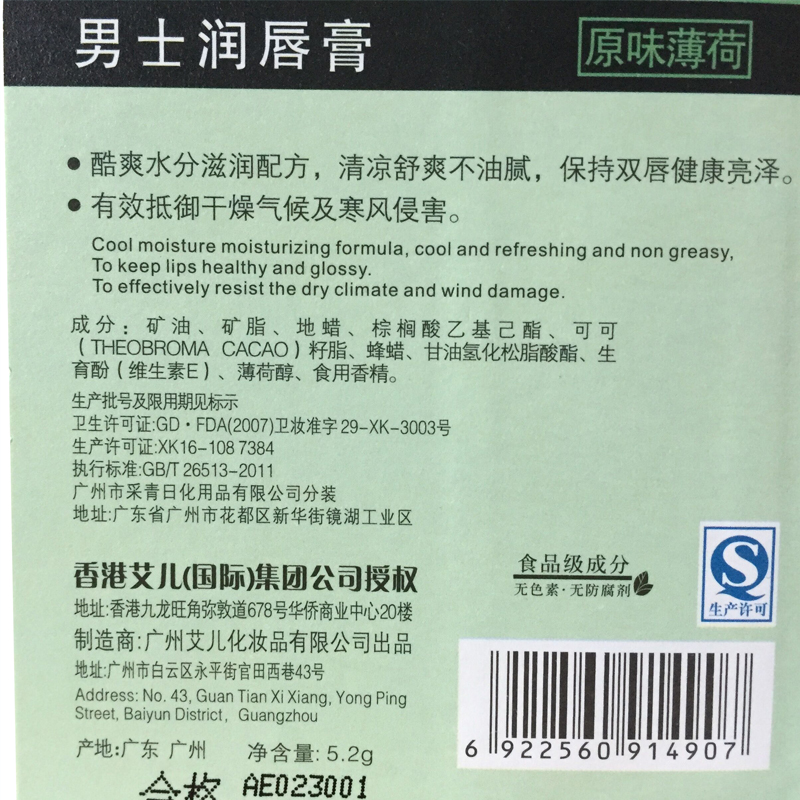 男士润唇膏
原味薄荷
● 酷爽水分滋润配方，清凉舒爽不油腻，保持双唇健康亮泽。
● 有效抵御干燥气候及寒风侵害。
Cool moisture moisturizing formula, cool and refreshing and non greasy,
To keep lips healthy and glossy.
To effectively resist the dry climate and wind damage.
成分：矿油、矿脂、地蜡、棕榈酸乙基己酯、可可
（THEOBROMA CACAO）籽脂、蜂蜡、甘油氢化松脂酸酯、生
育酚（维生素E）、薄荷醇、食用香精。
生产批号及限用期见标示
卫生许可证:GD·FDA(2007)卫妆准字 29-XK-3003号
生产许可证:XK16-108 7384
执行标准:GB/T 26513-2011
广州市采青日化用品有限公司分装
地址:广东省广州市花都区新华街镜湖工业区
香港艾儿(国际)集团公司授权
地址:香港九龙旺角弥敦道678号华侨商业中心20楼
制造商:广州艾儿化妆品有限公司出品
地址:广州市白云区永平街官田西巷43号
Address: No. 43, Guan Tian Xi Xiang, Yong Ping
Street, Baiyun District, Guangzhou
产地:广东 广州 净含量: 5.2g
合格 AE023001
食品级成分
无色素·无防腐剂
QS
生产许可
6 922560 914907